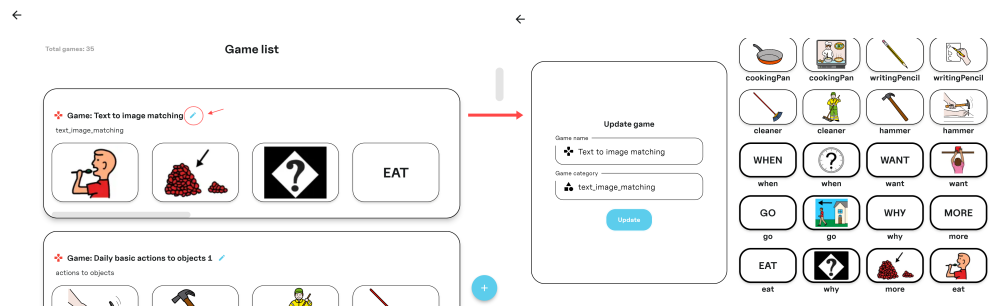 Total games: 35
Game list
Game: Text to image matching
text_image_matching
?
EAT
Game: Daily basic actions to objects 1
actions to objects
+
Update game
Game name
Text to image matching
Game category
text_image_matching
Update
cookingPan cookingPan writingPencil writingPencil
cleaner cleaner hammer hammer
WHEN ? WANT
when when want want
GO WHY MORE
go go why more
EAT ?
eat why more eat